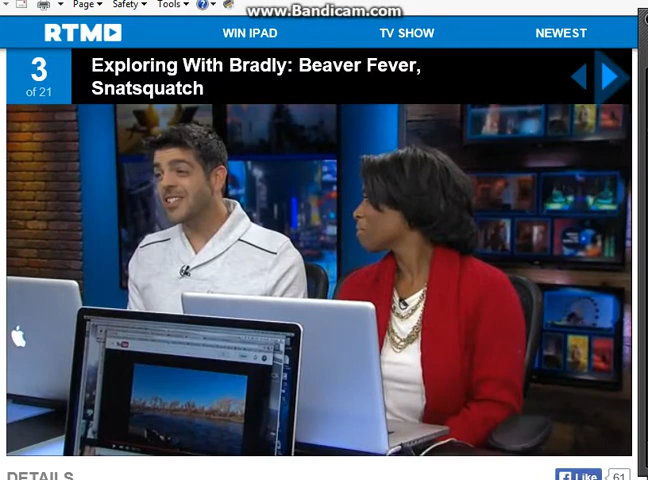 www.Bandicam.com
Page Safety Tools
RTM
WIN IPAD TV SHOW NEWEST
3
of 21
Exploring With Bradly: Beaver Fever,
Snatsquatch
YouTube
DETAILS
Like 61